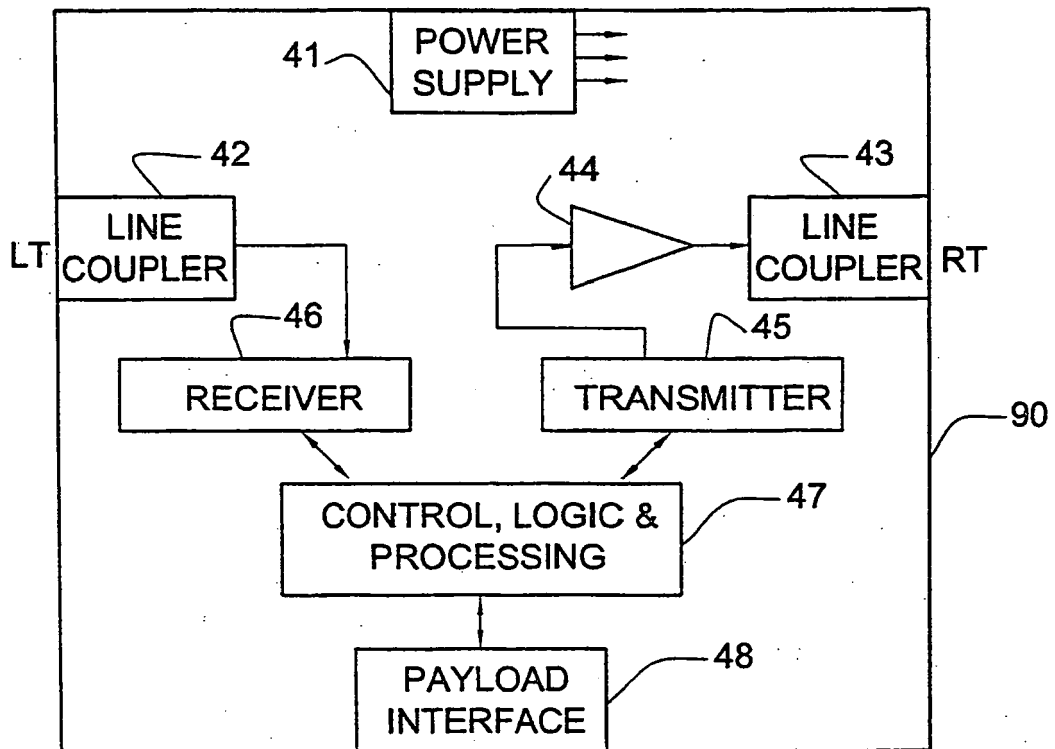 POWER
SUPPLY
41
42
44
43
LINE
COUPLER
LT
LINE
COUPLER
RT
46
45
RECEIVER
TRANSMITTER
90
CONTROL, LOGIC &
PROCESSING
47
PAYLOAD
INTERFACE
48